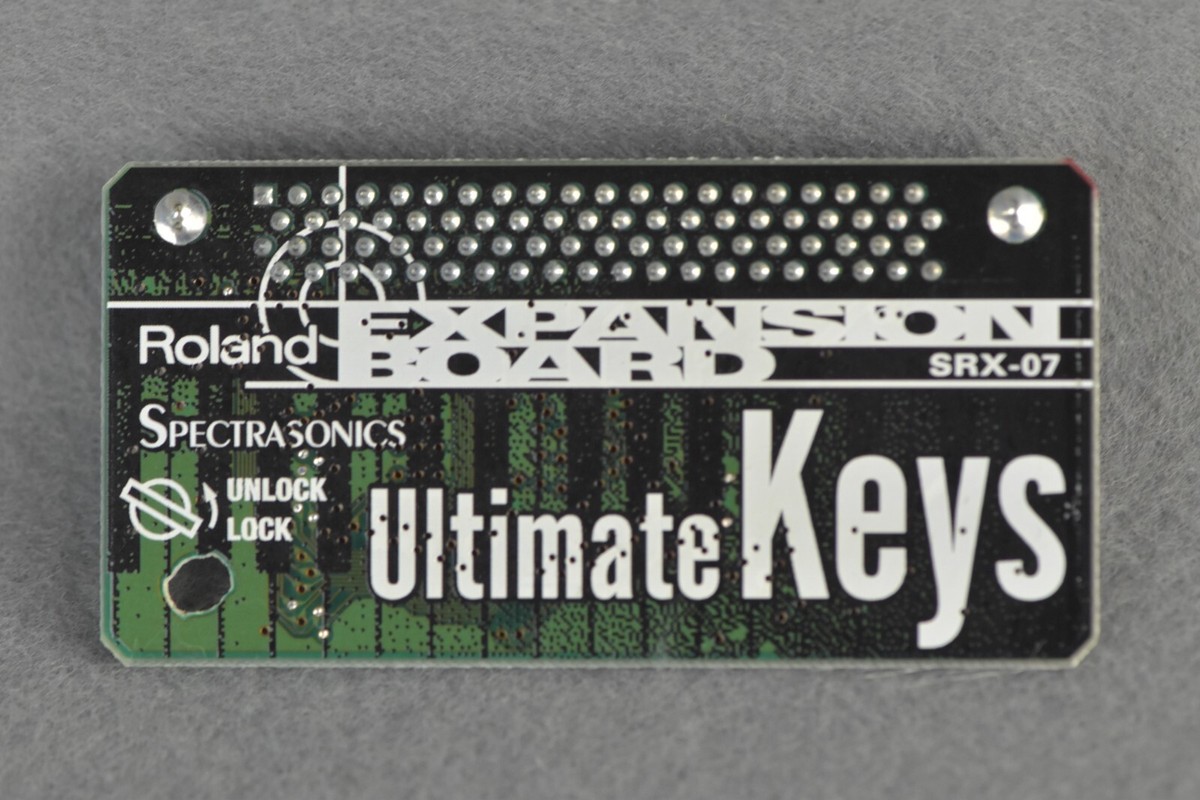 Roland
EXPANSION
BOARD
SRX-07
SPECTRASONICS
UNLOCK
LOCK
Ultimate Keys